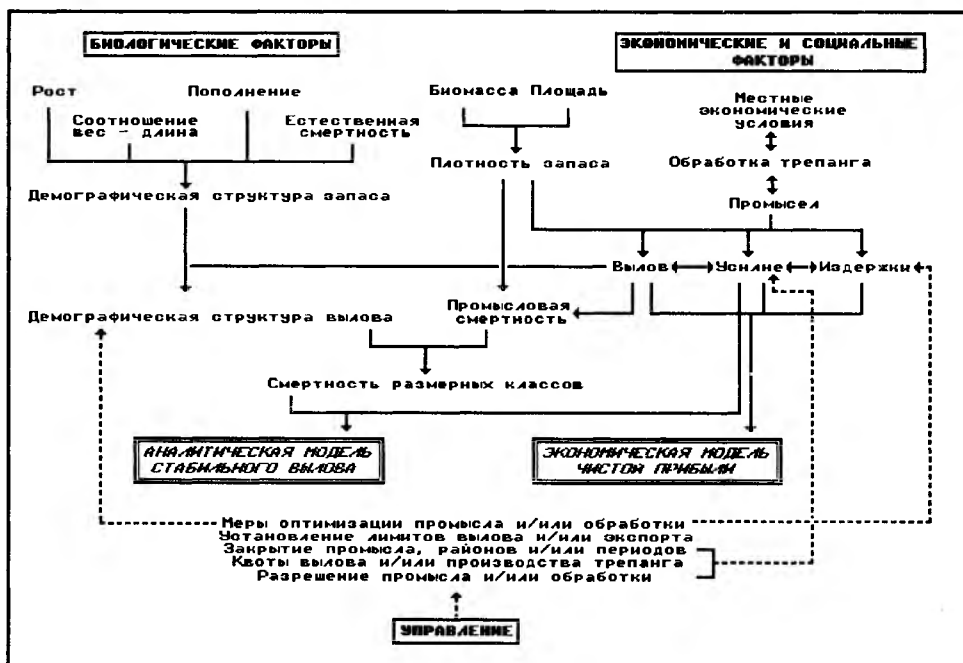 БИОЛОГИЧЕСКИЕ ФАКТОРЫ
ЭКОНОМИЧЕСКИЕ И СОЦИАЛЬНЫЕ
ФАКТОРЫ
Рост
Пополнение
Биомасса Площадь
Местные
экономические
условия
Соотношение
вес – длина
Естественная
смертность
Плотность запаса
Обработка трепанга
Демографическая структура запаса
Промысел
Вылов
Усилие
Издержки
Демографическая структура вылова
Промысловая
смертность
Смертность размерных классов
АНАЛИТИЧЕСКАЯ МОДЕЛЬ
СТАБИЛЬНОГО ВЫЛОВА
ЭКОНОМИЧЕСКАЯ МОДЕЛЬ
ЧИСТОЙ ПРИБЫЛИ
Меры оптимизации промысла и/или обработки
Установление лимитов вылова и/или экспорта
Закрытие промысла, районов и/или периодов
Квоты вылова и/или производства трепанга
Разрешение промысла и/или обработки
УПРАВЛЕНИЕ